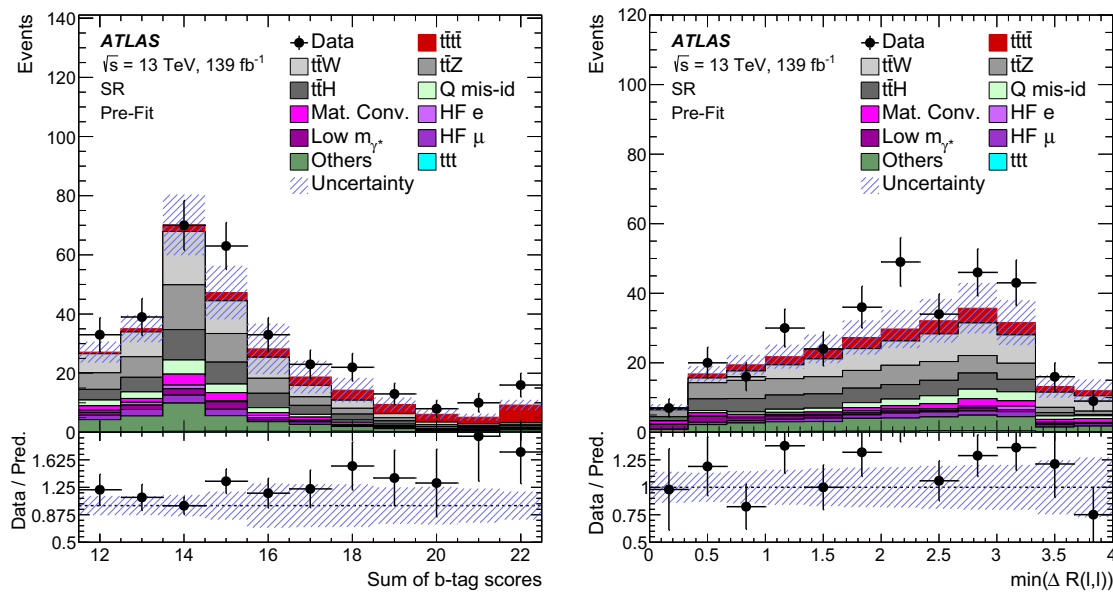 Events
140
120
100
80
60
40
20
0
ATLAS
√s = 13 TeV, 139 fb⁻¹
SR
Pre-Fit
Data
tt̄tt̄
tt̄W
tt̄Z
tt̄H
Q mis-id
Mat. Conv.
HF e
Low m_γ*
HF μ
Others
ttt
Uncertainty
Data / Pred.
1.625
1.25
0.875
0.5
12 14 16 18 20 22
Sum of b-tag scores
Events
120
100
80
60
40
20
0
ATLAS
√s = 13 TeV, 139 fb⁻¹
SR
Pre-Fit
Data
tt̄tt̄
tt̄W
tt̄Z
tt̄H
Q mis-id
Mat. Conv.
HF e
Low m_γ*
HF μ
Others
ttt
Uncertainty
Data / Pred.
1.25
1
0.75
0.5
0 0.5 1 1.5 2 2.5 3 3.5 4
min(Δ R(l,l))